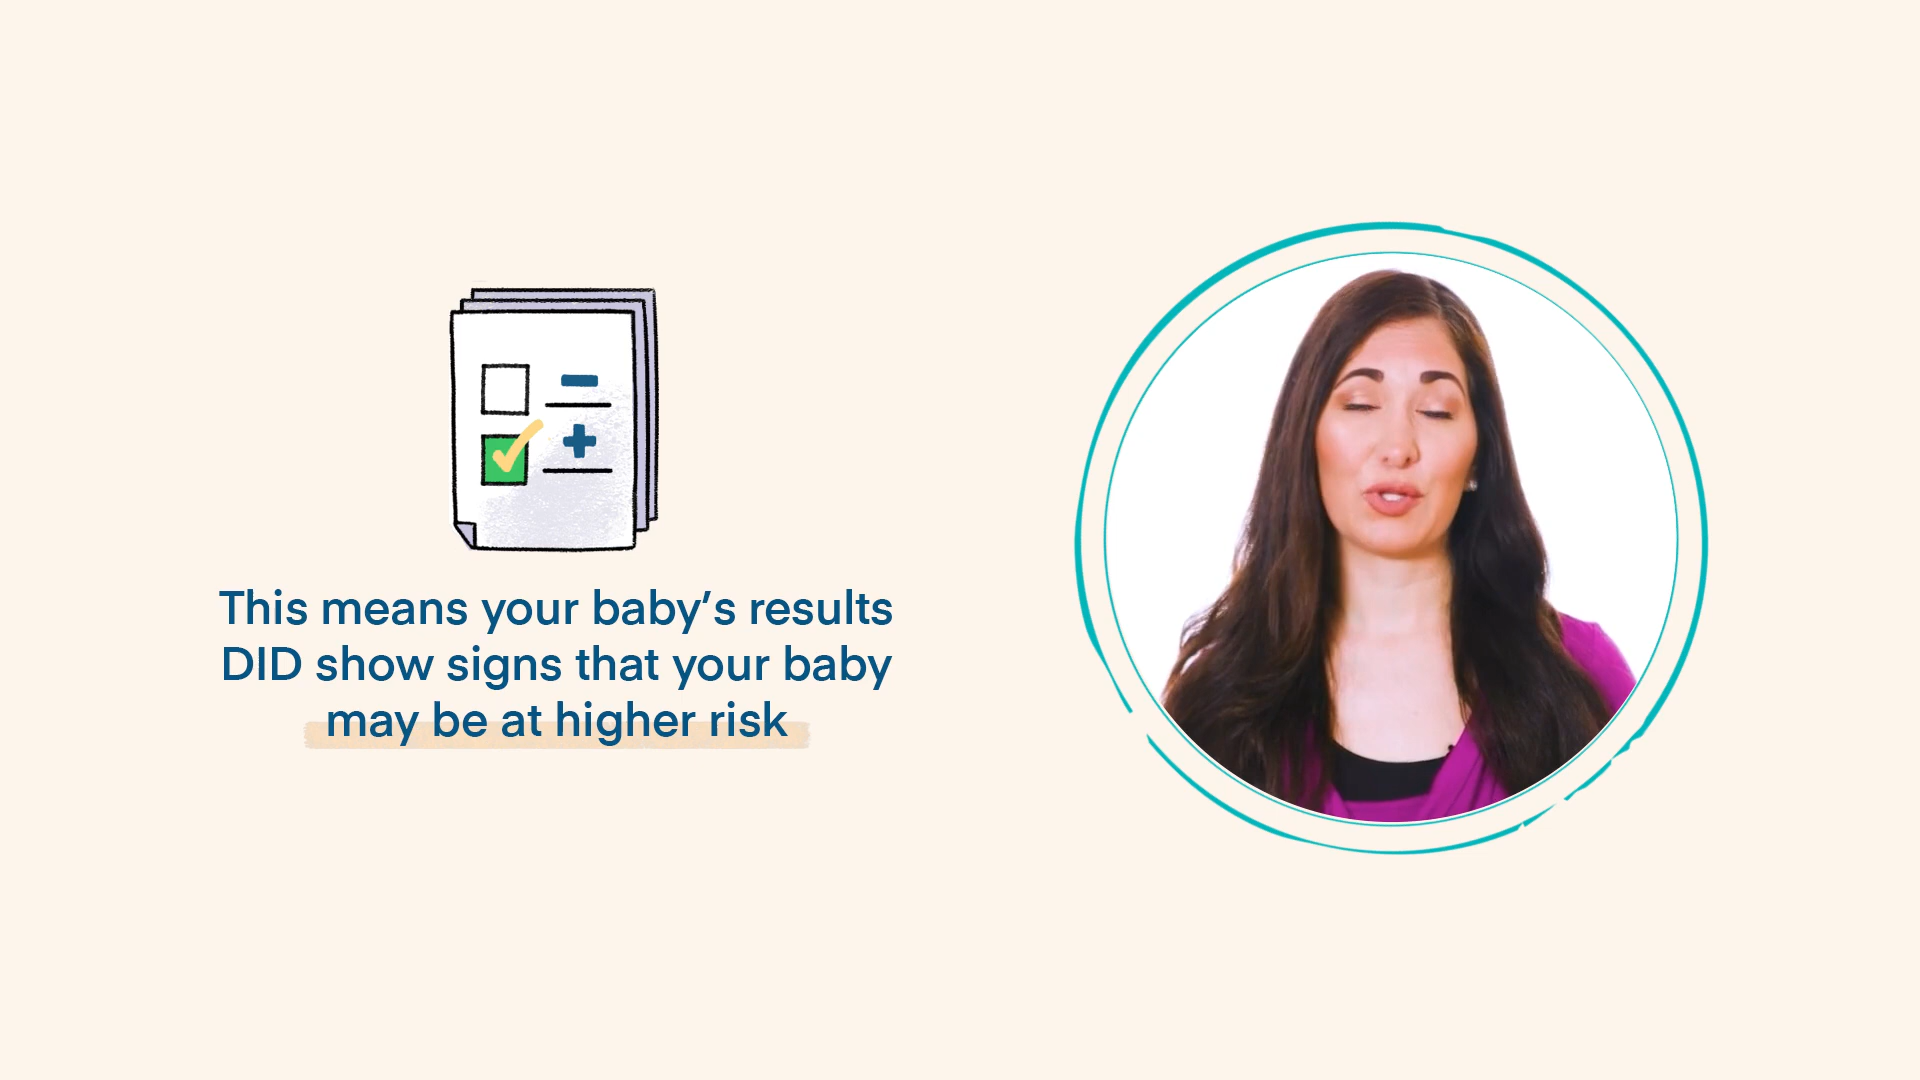 This means your baby’s results
DID show signs that your baby
may be at higher risk